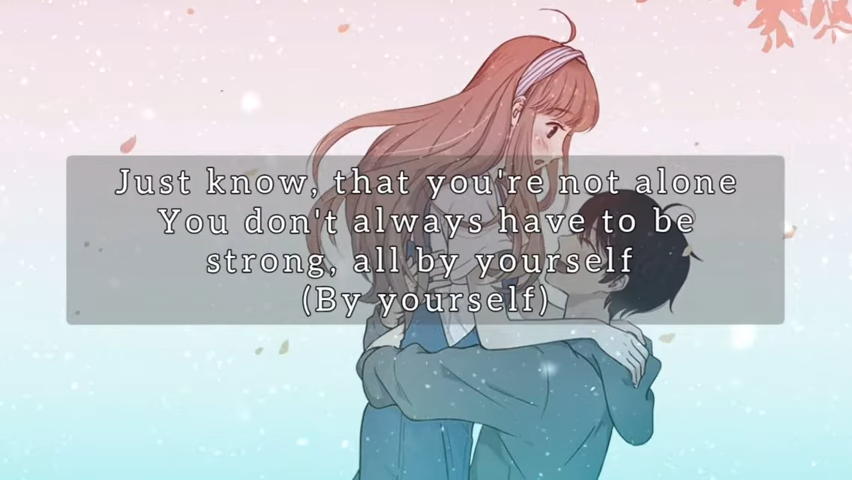 Just know, that you're not alone
You don't always have to be
strong, all by yourself
(By yourself)